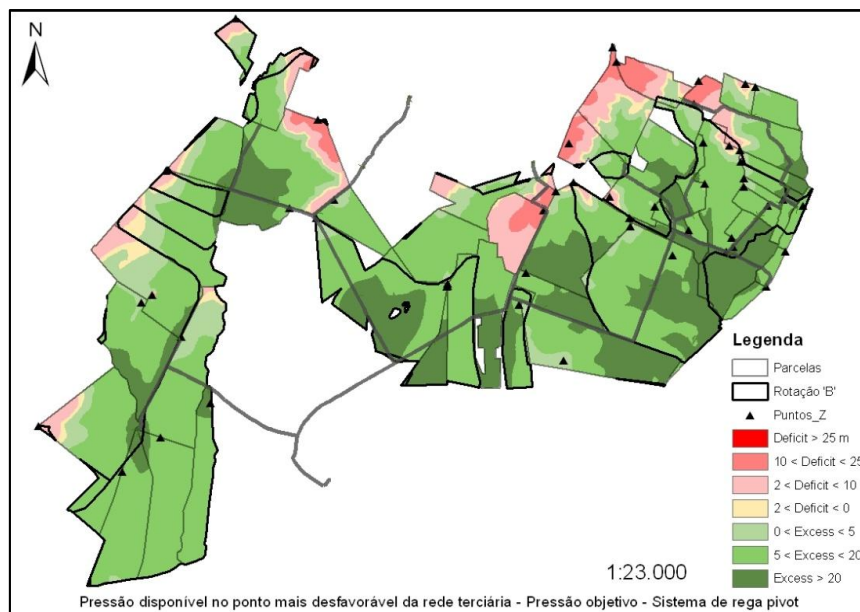 N
Legenda
Parcelas
Rotação 'B'
Puntos_Z
Deficit > 25 m
10 < Deficit < 25
2 < Deficit < 10
2 < Deficit < 0
0 < Excess < 5
5 < Excess < 20
Excess > 20
1:23.000
Pressão disponível no ponto mais desfavorável da rede terciária - Pressão objetivo - Sistema de rega pivot